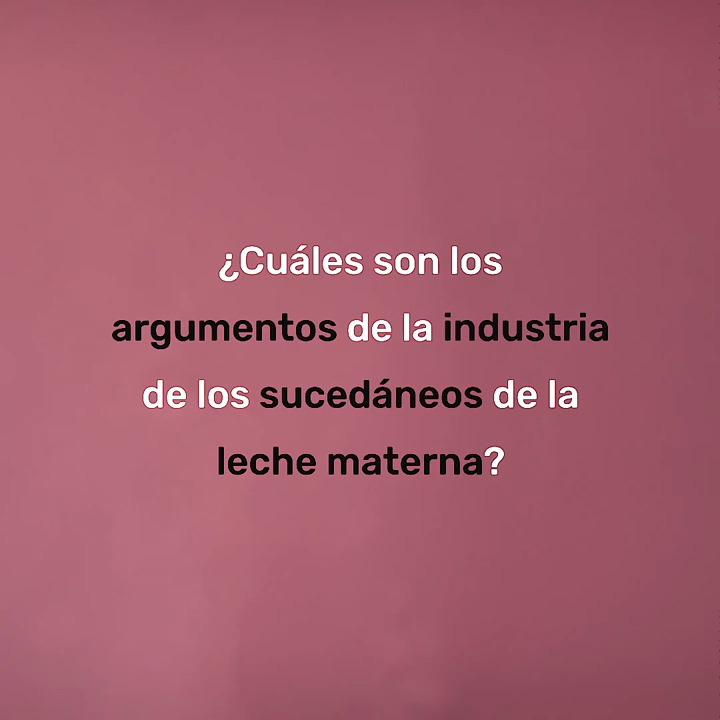 ¿Cuáles son los
argumentos de la industria
de los sucedáneos de la
leche materna?